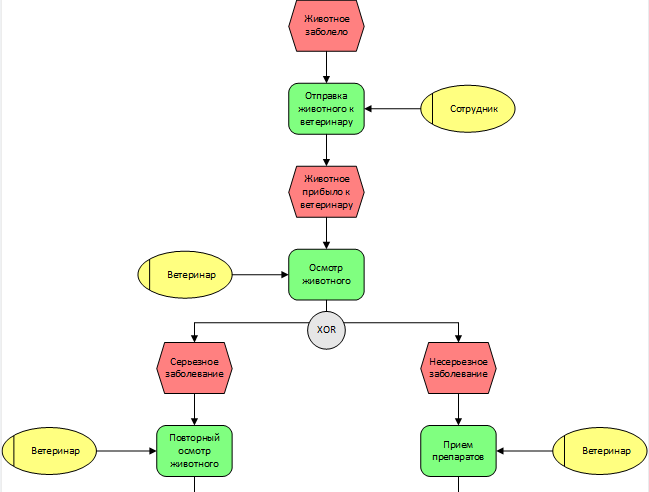 Животное
заболело
Отправка
животного к
ветеринару
Сотрудник
Животное
прибыло к
ветеринару
Ветеринар
Осмотр
животного
XOR
Серьезное
заболевание
Несерьезное
заболевание
Ветеринар
Повторный
осмотр
животного
Прием
препаратов
Ветеринар